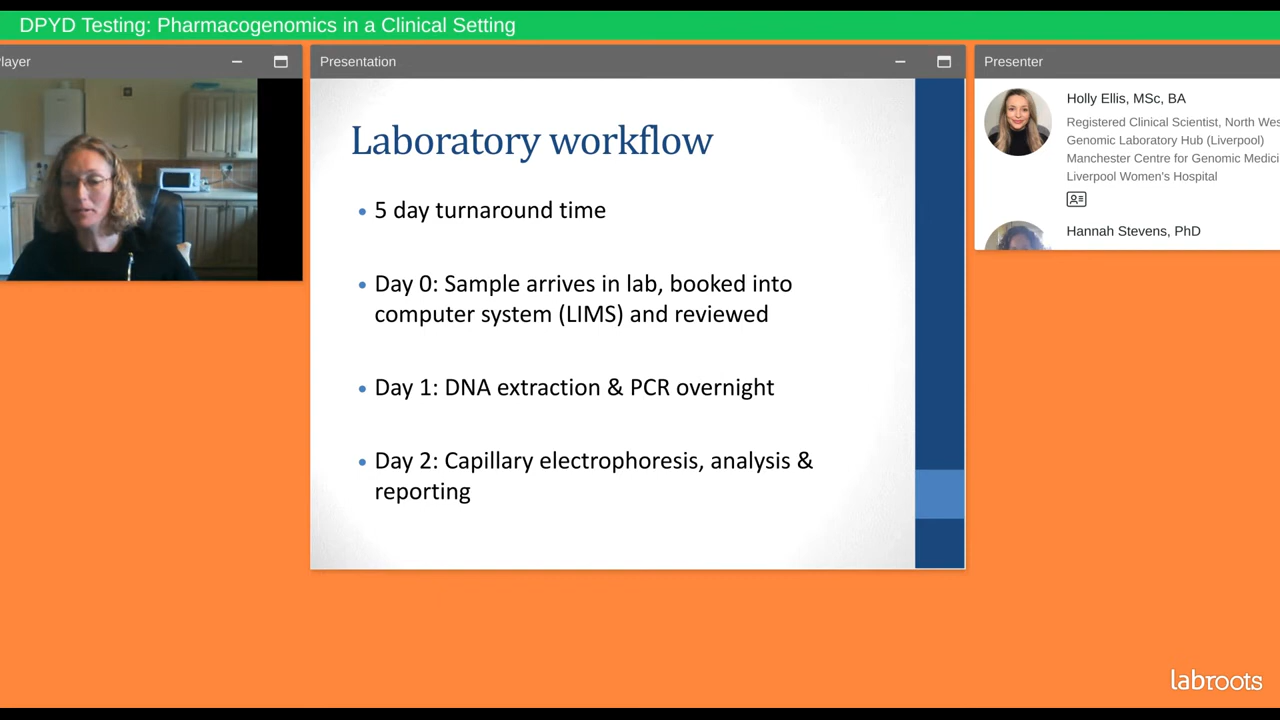 DPYD Testing: Pharmacogenomics in a Clinical Setting
Presentation
Laboratory workflow
• 5 day turnaround time
• Day 0: Sample arrives in lab, booked into
computer system (LIMS) and reviewed
• Day 1: DNA extraction & PCR overnight
• Day 2: Capillary electrophoresis, analysis &
reporting
Presenter
Holly Ellis, MSc, BA
Registered Clinical Scientist, North
Genomic Laboratory Hub (Liverpool)
Manchester Centre for Genomic
Liverpool Women's Hospital
Hannah Stevens, PhD
labroots